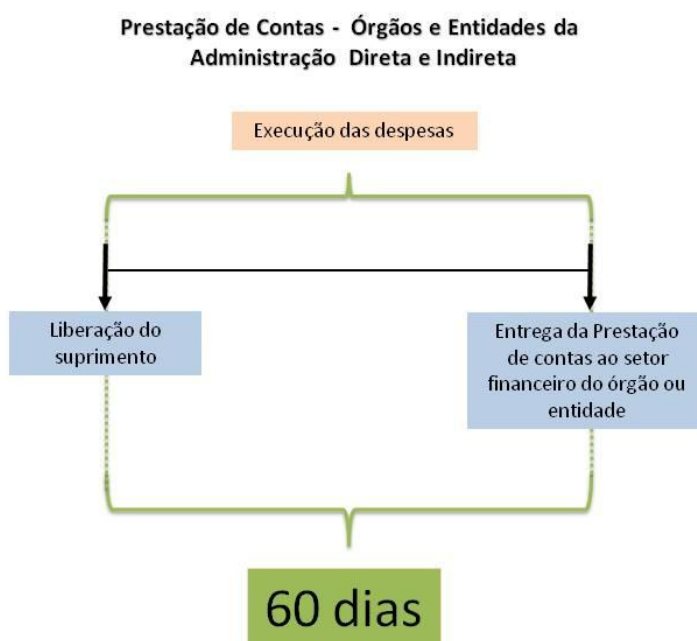 Prestação de Contas - Órgãos e Entidades da
Administração Direta e Indireta
Execução das despesas
Liberação do
suprimento
Entrega da Prestação
de contas ao setor
financeiro do órgão ou
entidade
60 dias